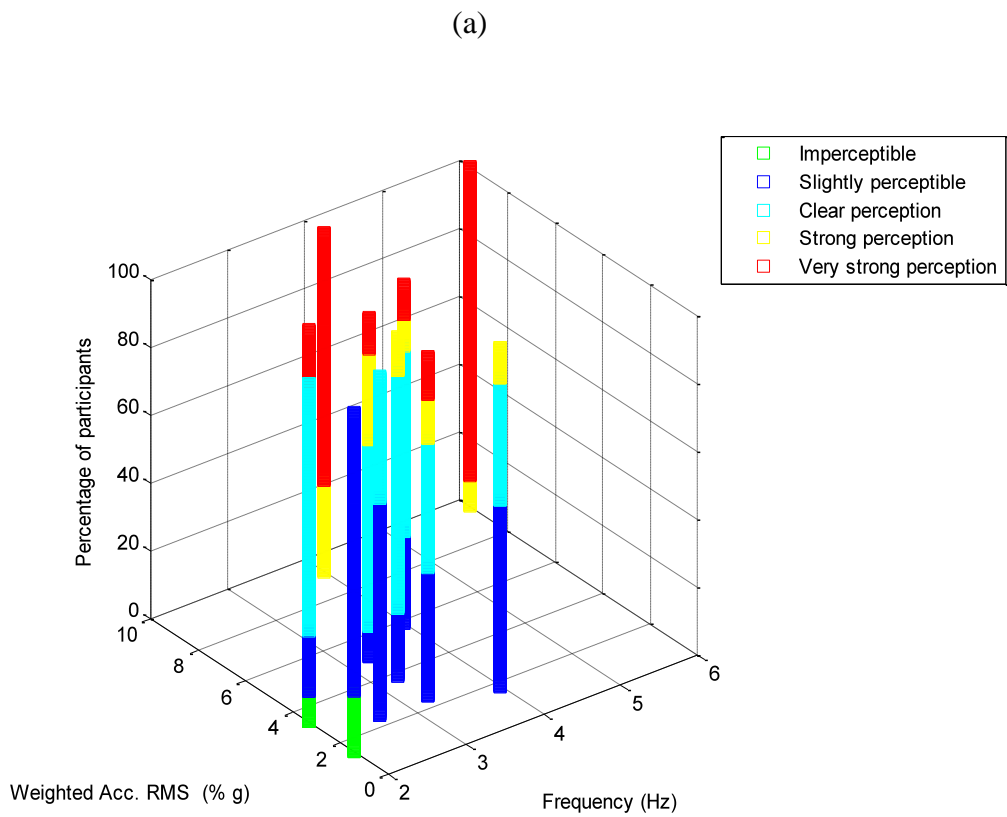 (a)
Imperceptible
Slightly perceptible
Clear perception
Strong perception
Very strong perception
100
80
60
40
20
0
10
8
6
4
2
0
2
3
4
5
6
Percentage of participants
Weighted Acc. RMS (% g)
Frequency (Hz)